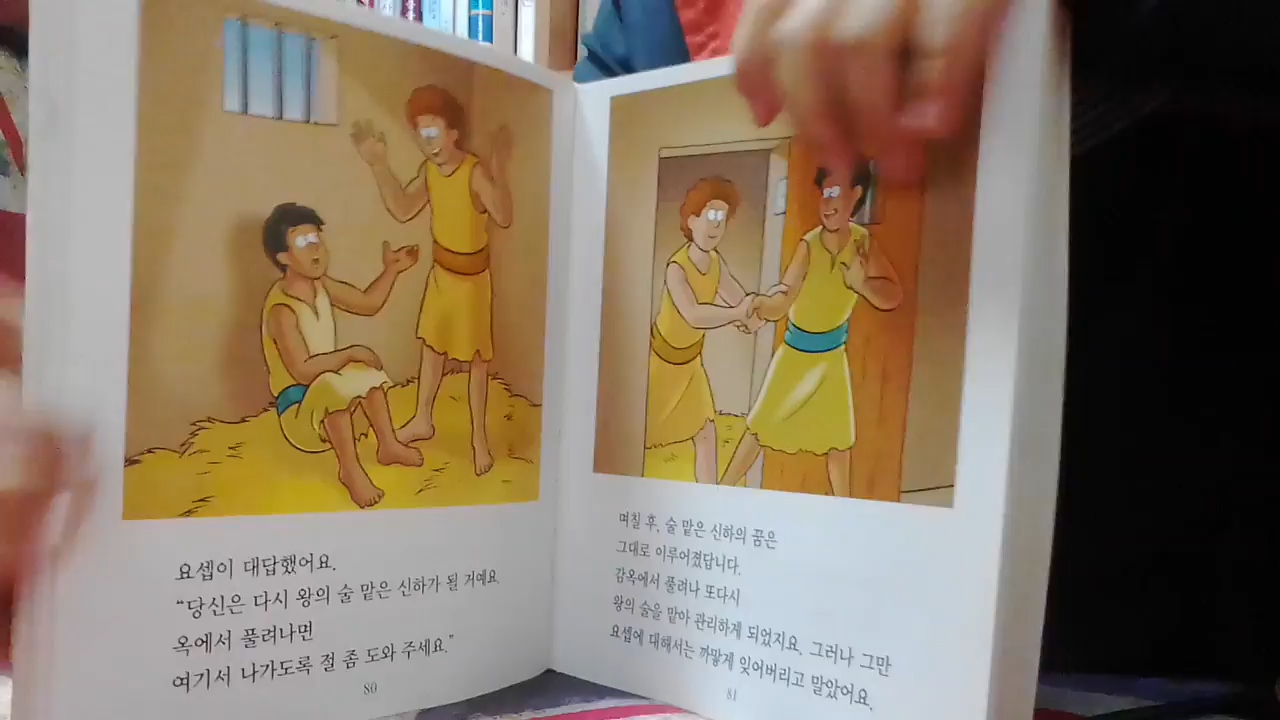 요셉이 대답했어요.
“당신은 다시 왕의 술 맡은 신하가 될 거예요.
옥에서 풀려나면
여기서 나가도록 절 좀 도와 주세요.”
80
며칠 후, 술 맡은 신하의 꿈은
그대로 이루어졌답니다.
감옥에서 풀려나 또다시
왕의 술을 맡아 관리하게 되었지요. 그러나 그만
요셉에 대해서는 까맣게 잊어버리고 말았어요.
81